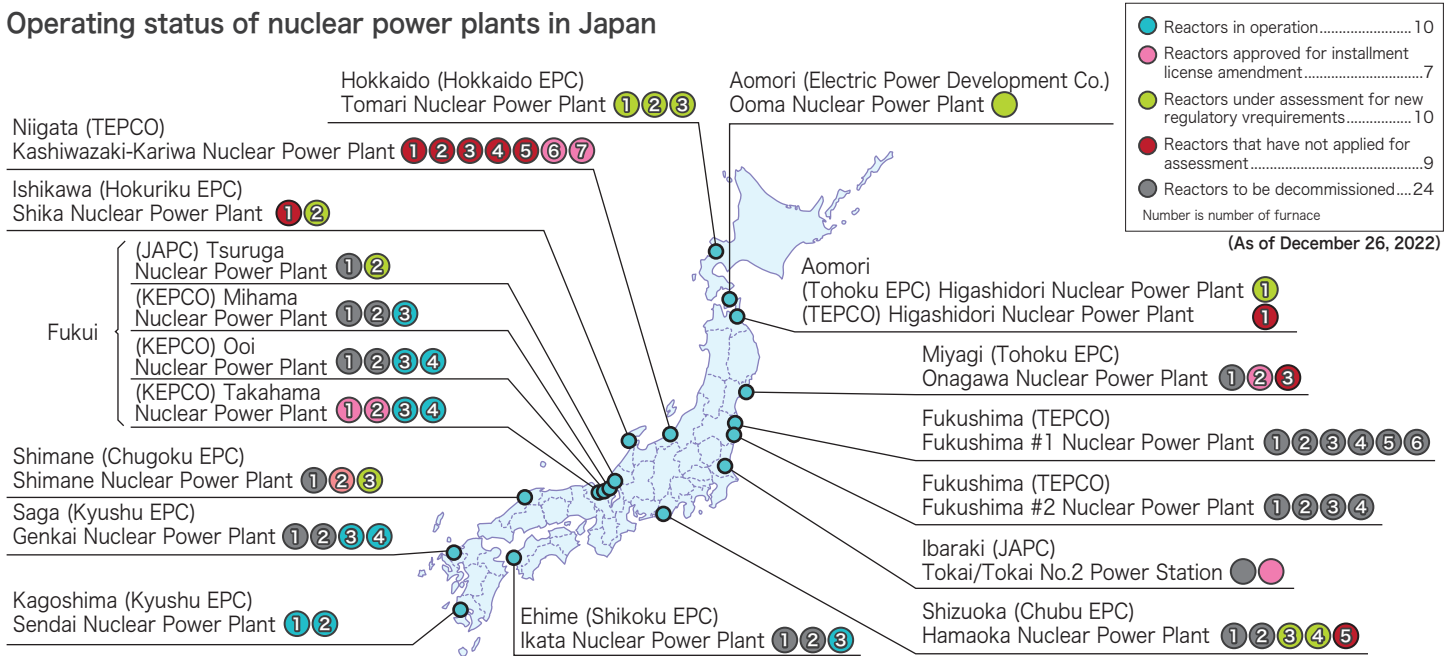 Operating status of nuclear power plants in Japan
Reactors in operation........................10
Reactors approved for installment
license amendment...............................7
Reactors under assessment for new
regulatory vrequirements.................10
Reactors that have not applied for
assessment............................................9
Reactors to be decommissioned....24
Number is number of furnace
(As of December 26, 2022)
Hokkaido (Hokkaido EPC)
Tomari Nuclear Power Plant 1 2 3
Aomori (Electric Power Development Co.)
Ooma Nuclear Power Plant
Niigata (TEPCO)
Kashiwazaki-Kariwa Nuclear Power Plant 1 2 3 4 5 6 7
Ishikawa (Hokuriku EPC)
Shika Nuclear Power Plant 1 2
Fukui
(JAPC) Tsuruga
Nuclear Power Plant 1 2
(KEPCO) Mihama
Nuclear Power Plant 1 2 3
(KEPCO) Ooi
Nuclear Power Plant 1 2 3 4
(KEPCO) Takahama
Nuclear Power Plant 1 2 3 4
Shimane (Chugoku EPC)
Shimane Nuclear Power Plant 1 2 3
Saga (Kyushu EPC)
Genkai Nuclear Power Plant 1 2 3 4
Kagoshima (Kyushu EPC)
Sendai Nuclear Power Plant 1 2
Ehime (Shikoku EPC)
Ikata Nuclear Power Plant 1 2 3
Aomori
(Tohoku EPC) Higashidori Nuclear Power Plant 1
(TEPCO) Higashidori Nuclear Power Plant 1
Miyagi (Tohoku EPC)
Onagawa Nuclear Power Plant 1 2 3
Fukushima (TEPCO)
Fukushima #1 Nuclear Power Plant 1 2 3 4 5 6
Fukushima (TEPCO)
Fukushima #2 Nuclear Power Plant 1 2 3 4
Ibaraki (JAPC)
Tokai/Tokai No.2 Power Station
Shizuoka (Chubu EPC)
Hamaoka Nuclear Power Plant 1 2 3 4 5